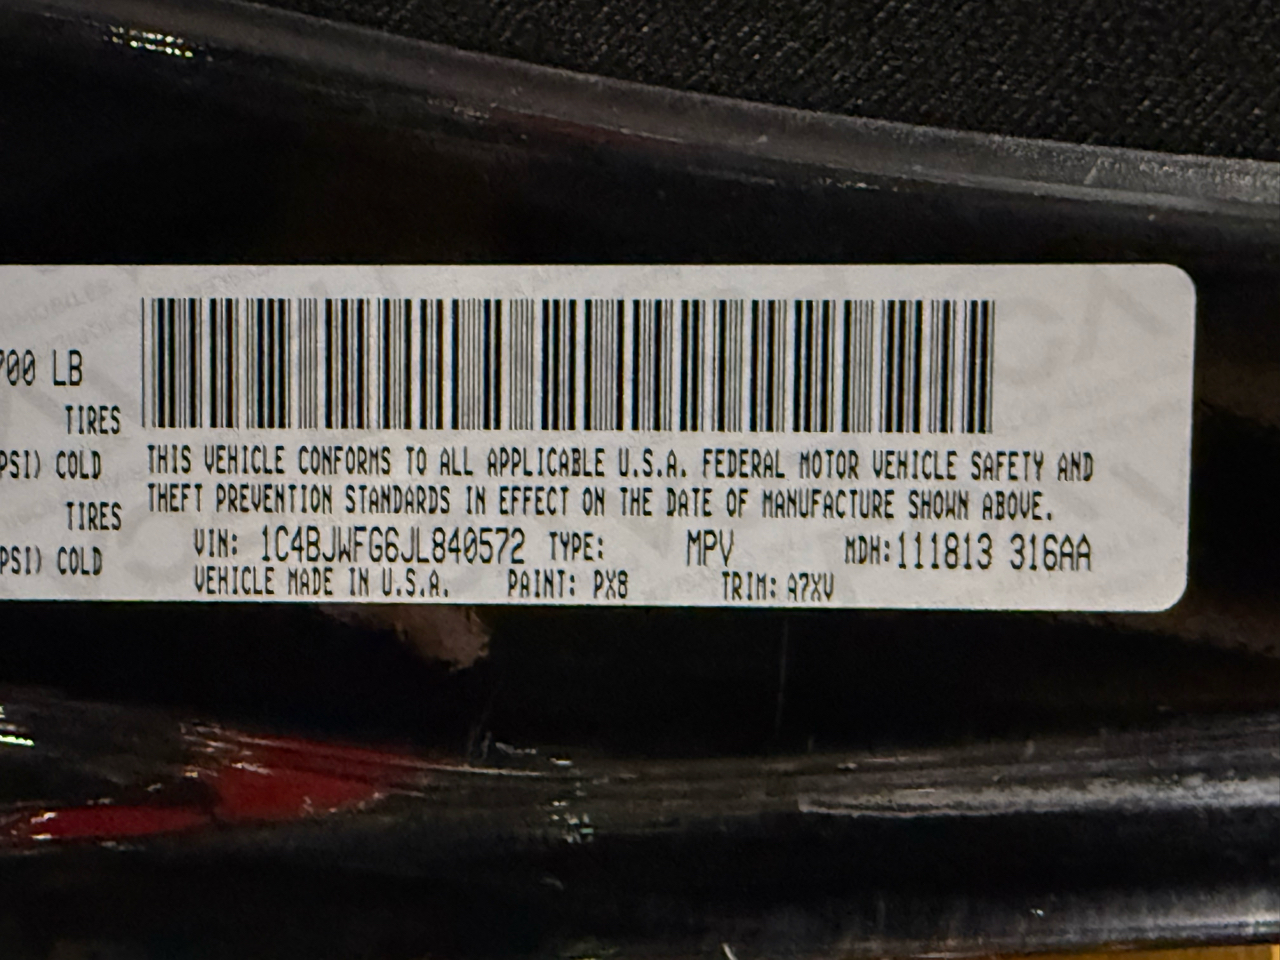 700 LB
TIRES
PSI) COLD
THIS VEHICLE CONFORMS TO ALL APPLICABLE U.S.A. FEDERAL MOTOR VEHICLE SAFETY AND
THEFT PREVENTION STANDARDS IN EFFECT ON THE DATE OF MANUFACTURE SHOWN ABOVE.
TIRES
PSI) COLD
VIN: 1C4BJWFG6JL840572 TYPE: MPV MDH:111813 316AA
VEHICLE MADE IN U.S.A. PAINT: PX8 TRIM: A7XV